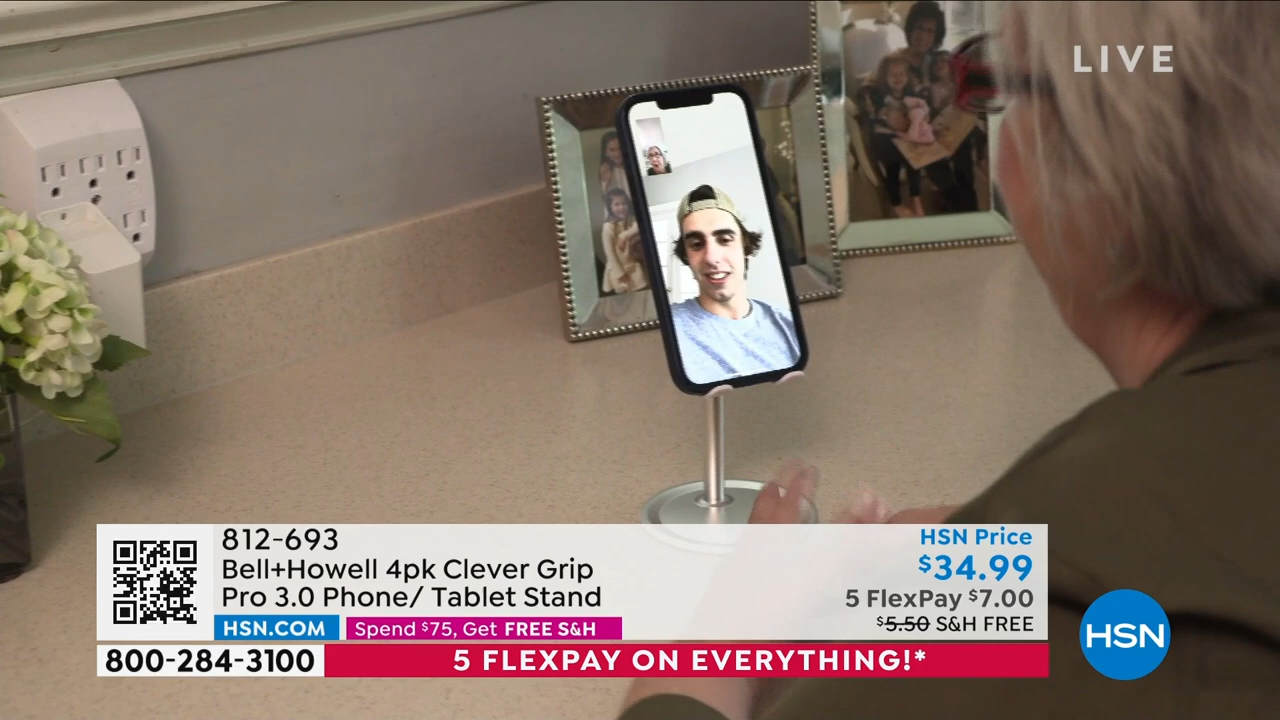 LIVE
812-693
Bell+Howell 4pk Clever Grip
Pro 3.0 Phone/ Tablet Stand
HSN.COM
Spend $75, Get FREE S&H
HSN Price
$34.99
5 FlexPay $7.00
$5.50 S&H FREE
800-284-3100
5 FLEXPAY ON EVERYTHING!*
HSN